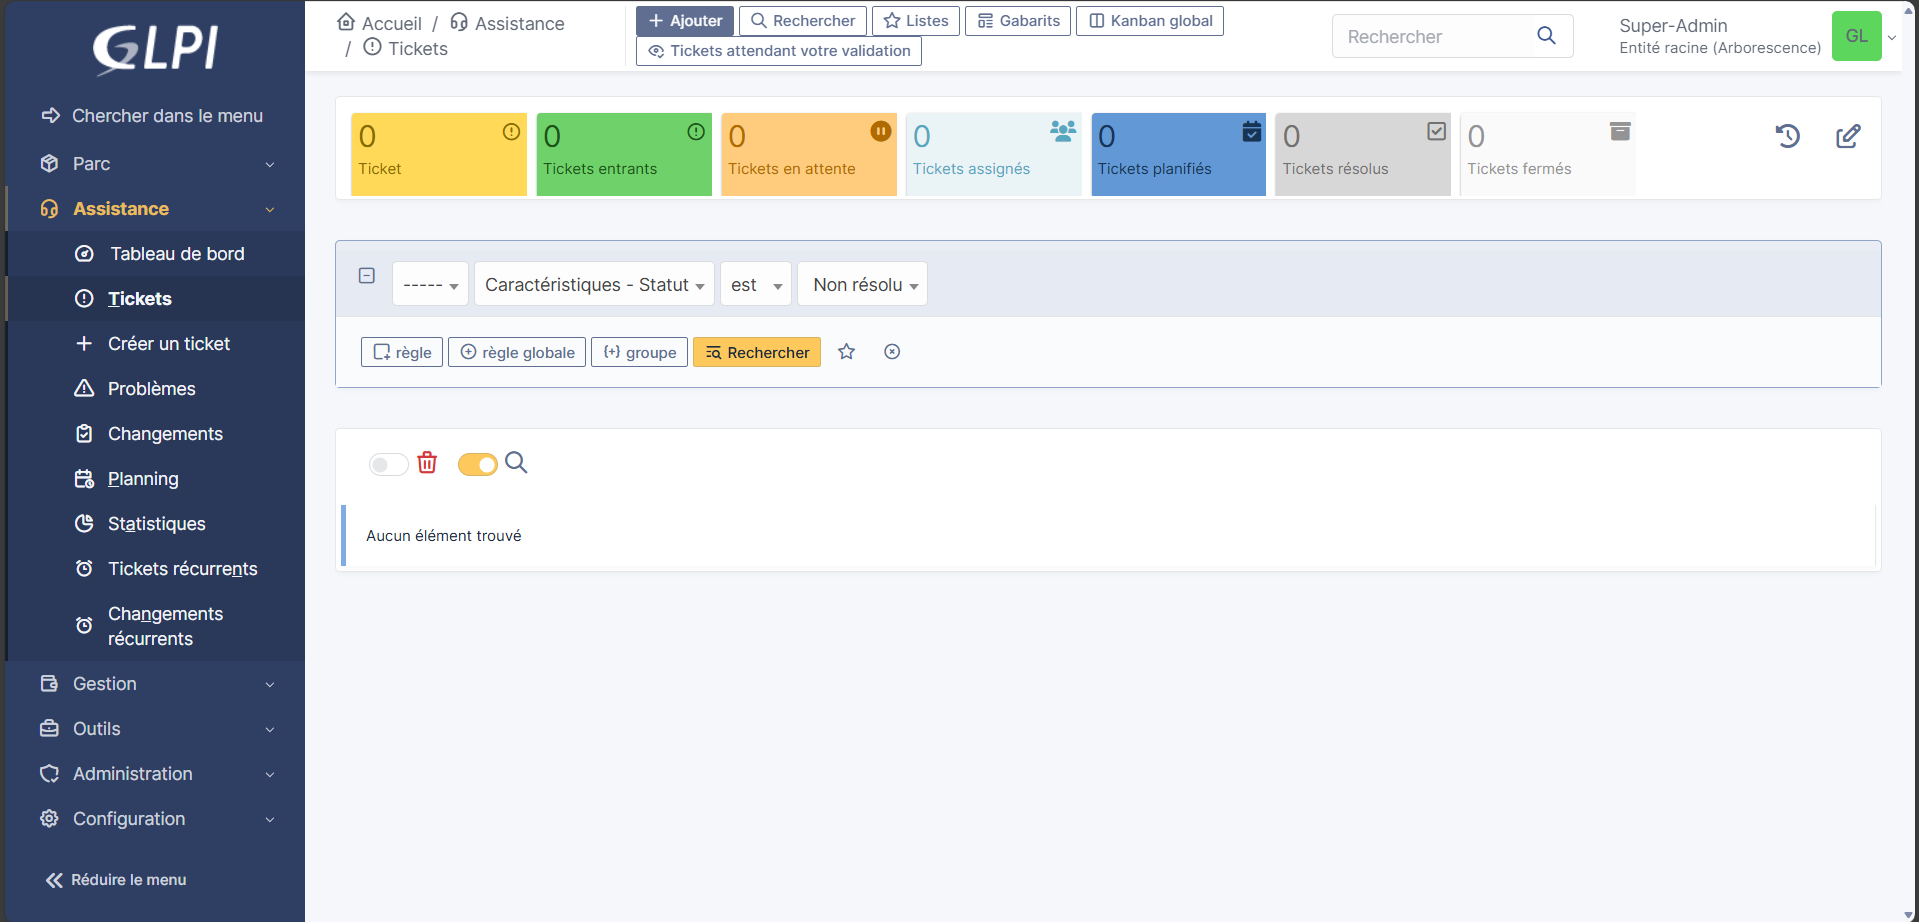 GLPI
Chercher dans le menu
Parc
Assistance
Tableau de bord
Tickets
Créer un ticket
Problèmes
Changements
Planning
Statistiques
Tickets récurrents
Changements
récurrents
Gestion
Outils
Administration
Configuration
Réduire le menu
Accueil / Assistance
/ Tickets
Ajouter Rechercher Listes Gabarits Kanban global
Tickets attendant votre validation
Rechercher
Super-Admin
Entité racine (Arborescence)
GL
0 0 0 0 0 0 0
Ticket Tickets entrants Tickets en attente Tickets assignés Tickets planifiés Tickets résolus Tickets fermés
----- Caractéristiques - Statut est Non résolu
règle règle globale groupe Rechercher
Aucun élément trouvé